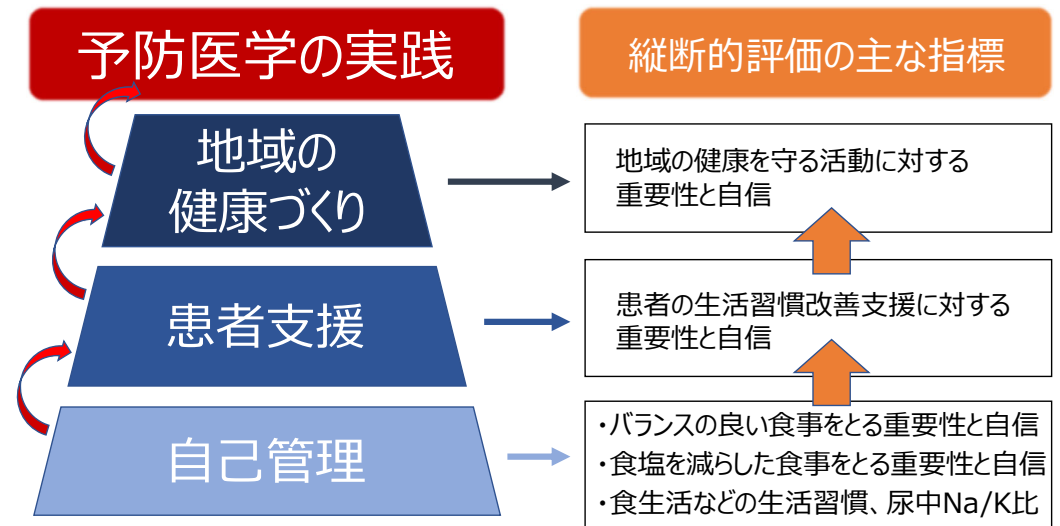 予防医学の実践
縦断的評価の主な指標
地域の
健康づくり
地域の健康を守る活動に対する
重要性と自信
患者支援
患者の生活習慣改善支援に対する
重要性と自信
自己管理
・バランスの良い食事をとる重要性と自信
・食塩を減らした食事をとる重要性と自信
・食生活などの生活習慣、尿中Na/K比